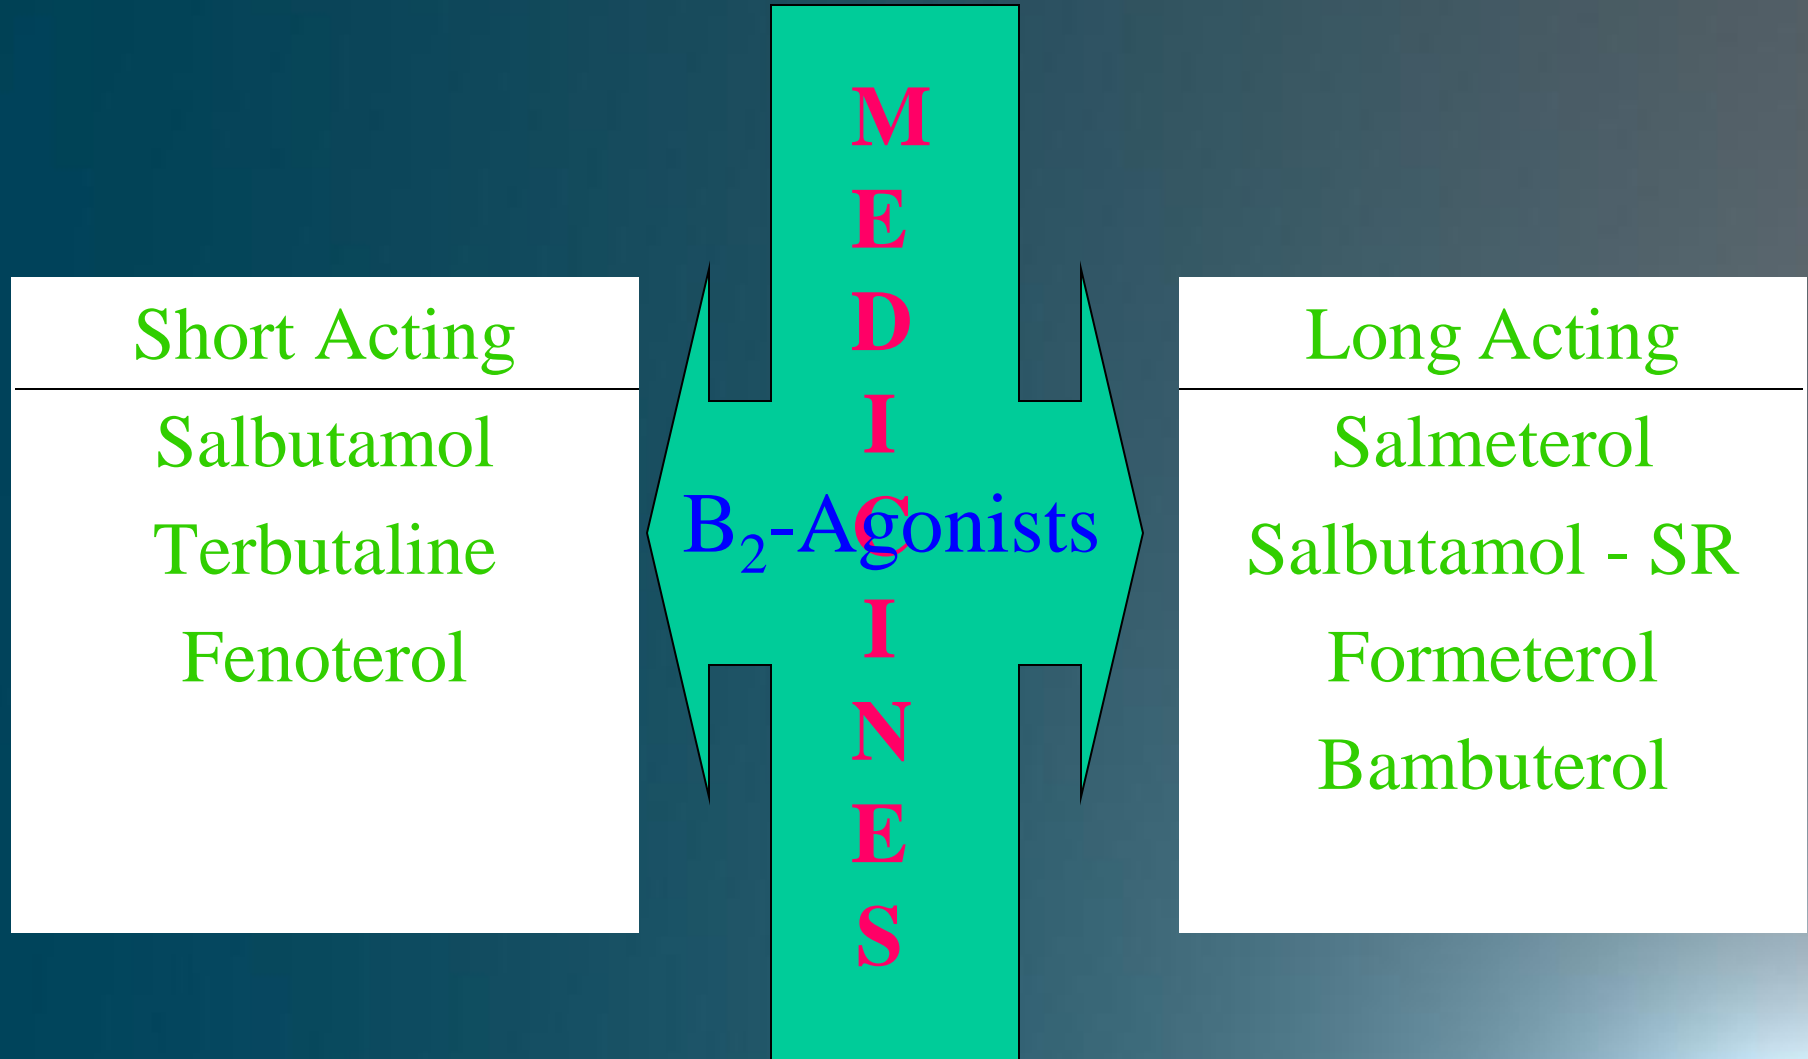 MEDICINES
B₂-Agonists
Short Acting
Salbutamol
Terbutaline
Fenoterol
Long Acting
Salmeterol
Salbutamol - SR
Formeterol
Bambuterol